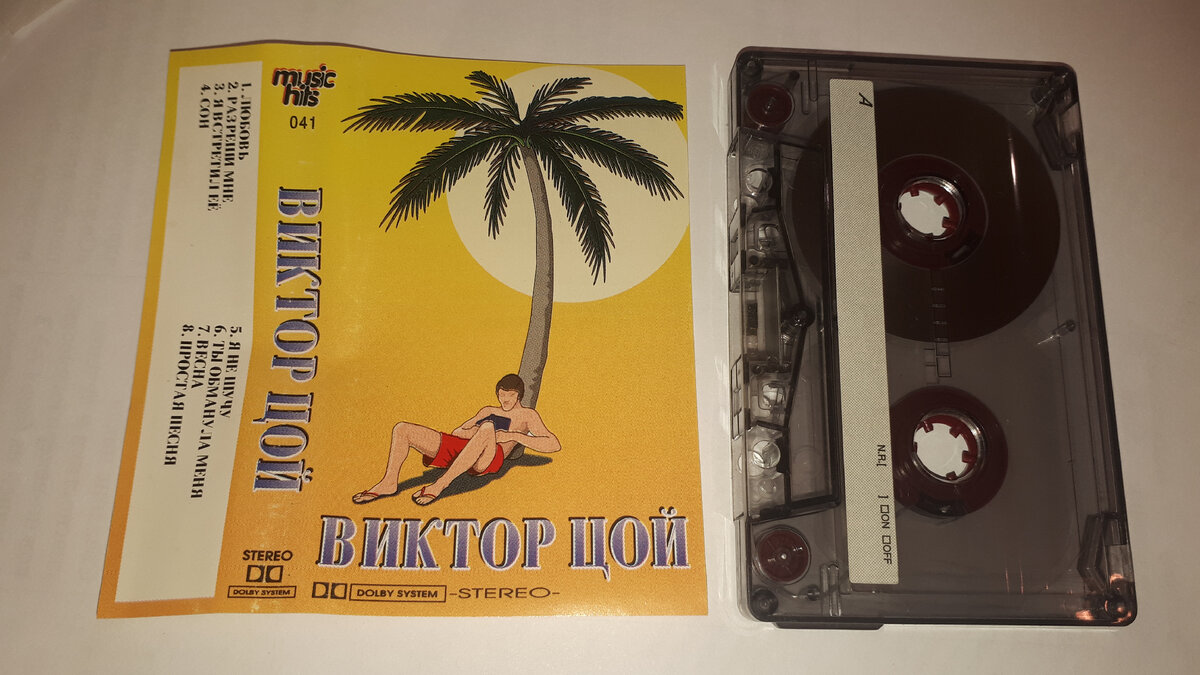 1. ЛЮБОВЬ
2. РАЗРЕШИ МНЕ
3. Я ВСТРЕТИЛ ЕЁ
4. СОН
5. Я НЕ ШУЧУ
6. ТЫ ОБМАНУЛА МЕНЯ
7. ВЕСНА
8. ПРОСТАЯ ПЕСНЯ
ВИКТОР ЦОЙ
STEREO
DOLBY SYSTEM
music
hits
041
ВИКТОР ЦОЙ
DOLBY SYSTEM -STEREO-
A
N.R.[ ] □ON □OFF